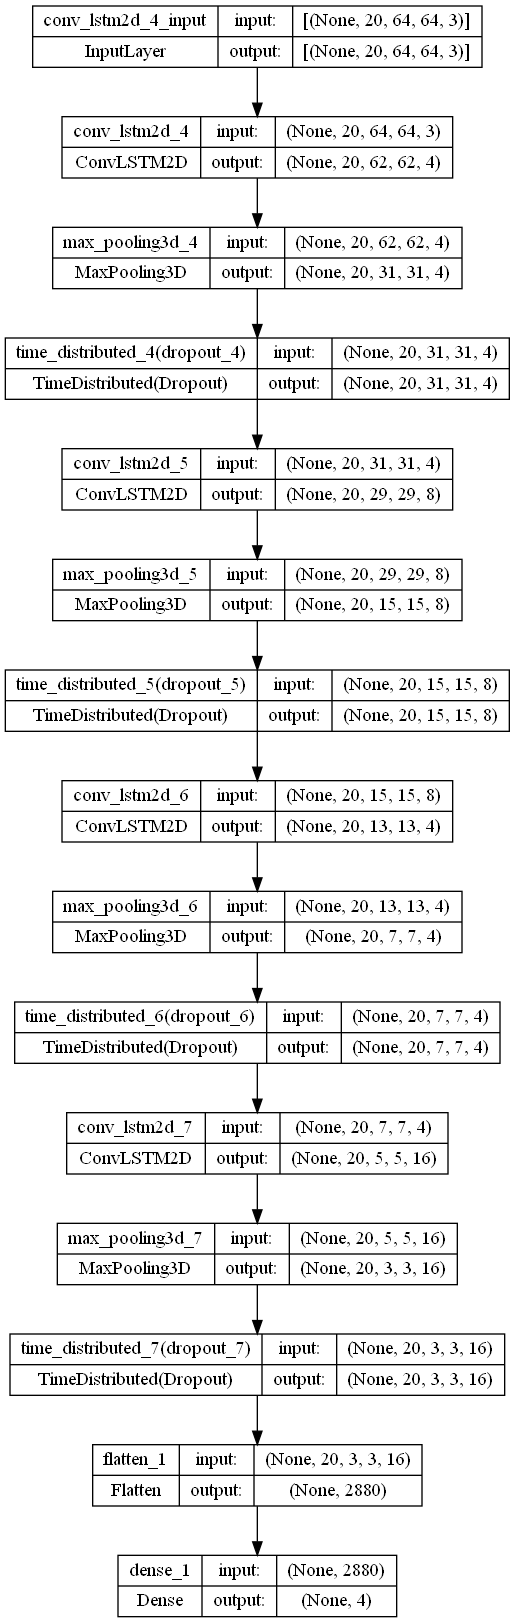 conv_lstm2d_4_input input: [(None, 20, 64, 64, 3)]
InputLayer output: [(None, 20, 64, 64, 3)]
conv_lstm2d_4 input: (None, 20, 64, 64, 3)
ConvLSTM2D output: (None, 20, 62, 62, 4)
max_pooling3d_4 input: (None, 20, 62, 62, 4)
MaxPooling3D output: (None, 20, 31, 31, 4)
time_distributed_4(dropout_4) input: (None, 20, 31, 31, 4)
TimeDistributed(Dropout) output: (None, 20, 31, 31, 4)
conv_lstm2d_5 input: (None, 20, 31, 31, 4)
ConvLSTM2D output: (None, 20, 29, 29, 8)
max_pooling3d_5 input: (None, 20, 29, 29, 8)
MaxPooling3D output: (None, 20, 15, 15, 8)
time_distributed_5(dropout_5) input: (None, 20, 15, 15, 8)
TimeDistributed(Dropout) output: (None, 20, 15, 15, 8)
conv_lstm2d_6 input: (None, 20, 15, 15, 8)
ConvLSTM2D output: (None, 20, 13, 13, 4)
max_pooling3d_6 input: (None, 20, 13, 13, 4)
MaxPooling3D output: (None, 20, 7, 7, 4)
time_distributed_6(dropout_6) input: (None, 20, 7, 7, 4)
TimeDistributed(Dropout) output: (None, 20, 7, 7, 4)
conv_lstm2d_7 input: (None, 20, 7, 7, 4)
ConvLSTM2D output: (None, 20, 5, 5, 16)
max_pooling3d_7 input: (None, 20, 5, 5, 16)
MaxPooling3D output: (None, 20, 3, 3, 16)
time_distributed_7(dropout_7) input: (None, 20, 3, 3, 16)
TimeDistributed(Dropout) output: (None, 20, 3, 3, 16)
flatten_1 input: (None, 20, 3, 3, 16)
Flatten output: (None, 2880)
dense_1 input: (None, 2880)
Dense output: (None, 4)